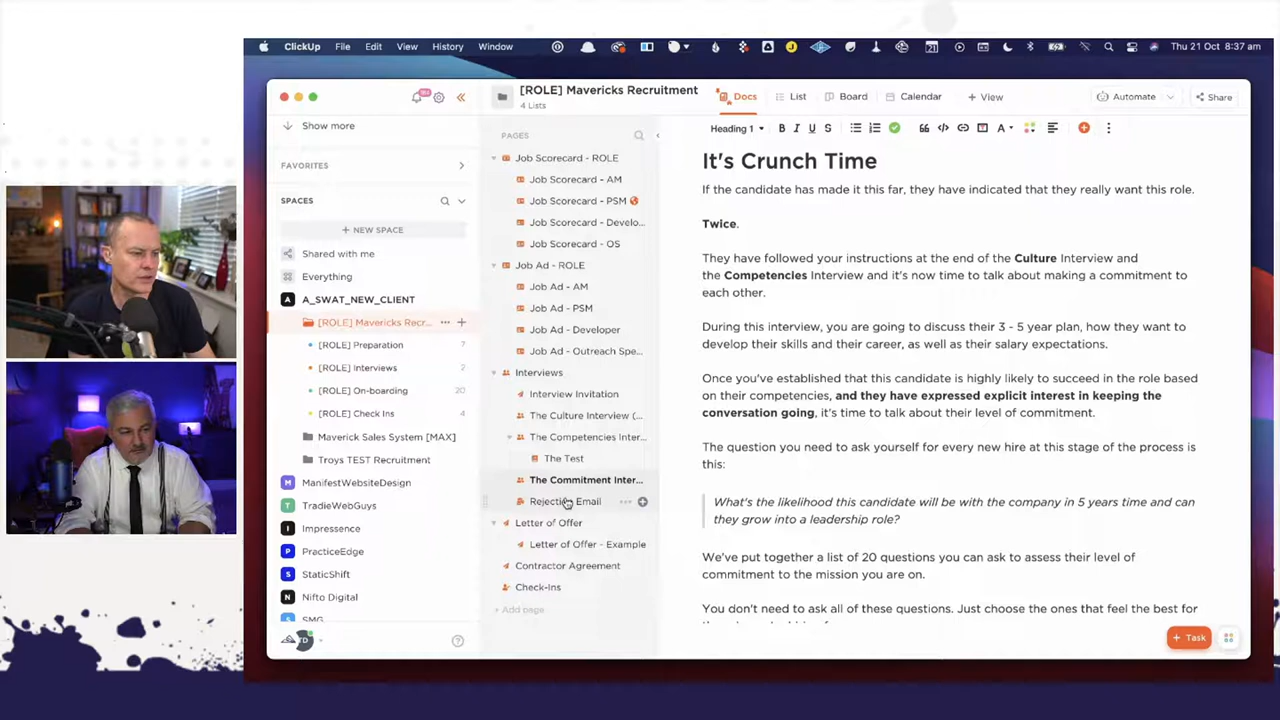 ClickUp File Edit View History Window
Thu 21 Oct 8:37 am
[ROLE] Mavericks Recruitment
4 Lists
Docs
List
Board
Calendar
+ View
Automate
Share
Show more
FAVORITES
SPACES
+ NEW SPACE
Shared with me
Everything
A A_SWAT_NEW_CLIENT
[ROLE] Mavericks Recr...
[ROLE] Preparation 7
[ROLE] Interviews 2
[ROLE] On-boarding 20
[ROLE] Check Ins 4
Maverick Sales System [MAX]
Troys TEST Recruitment
M ManifestWebsiteDesign
T TradieWebGuys
I Impressence
P PracticeEdge
S StaticShift
N Nifto Digital
SMG
PAGES
Job Scorecard - ROLE
Job Scorecard - AM
Job Scorecard - PSM
Job Scorecard - Develo...
Job Scorecard - OS
Job Ad - ROLE
Job Ad - AM
Job Ad - PSM
Job Ad - Developer
Job Ad - Outreach Spe...
Interviews
Interview Invitation
The Culture Interview (...
The Competencies Inter...
The Test
The Commitment Inter...
Rejection Email
Letter of Offer
Letter of Offer - Example
Contractor Agreement
Check-Ins
+ Add page
Heading 1
B I U S
It's Crunch Time
If the candidate has made it this far, they have indicated that they really want this role.
Twice.
They have followed your instructions at the end of the Culture Interview and
the Competencies Interview and it's now time to talk about making a commitment to
each other.
During this interview, you are going to discuss their 3 - 5 year plan, how they want to
develop their skills and their career, as well as their salary expectations.
Once you've established that this candidate is highly likely to succeed in the role based
on their competencies, and they have expressed explicit interest in keeping the
conversation going, it's time to talk about their level of commitment.
The question you need to ask yourself for every new hire at this stage of the process is
this:
What's the likelihood this candidate will be with the company in 5 years time and can
they grow into a leadership role?
We've put together a list of 20 questions you can ask to assess their level of
commitment to the mission you are on.
You don't need to ask all of these questions. Just choose the ones that feel the best for
+ Task